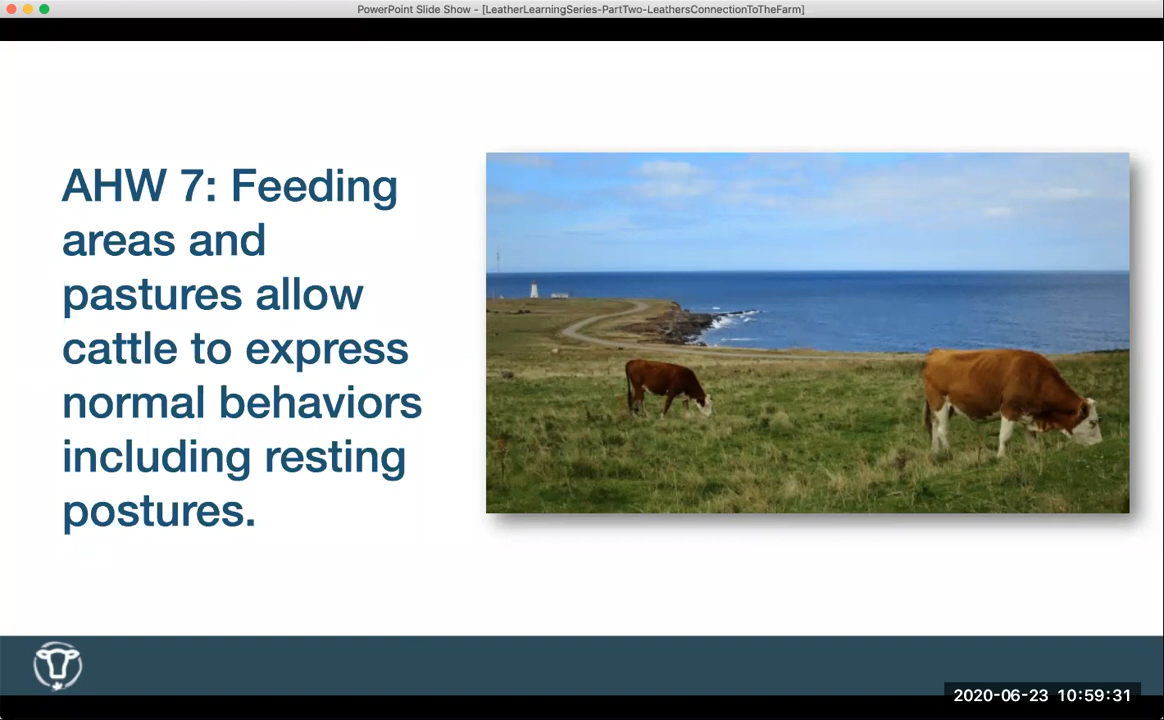 PowerPoint Slide Show - [LeatherLearningSeries-PartTwo-LeathersConnectionToTheFarm]
AHW 7: Feeding
areas and
pastures allow
cattle to express
normal behaviors
including resting
postures.
2020-06-23 10:59:31